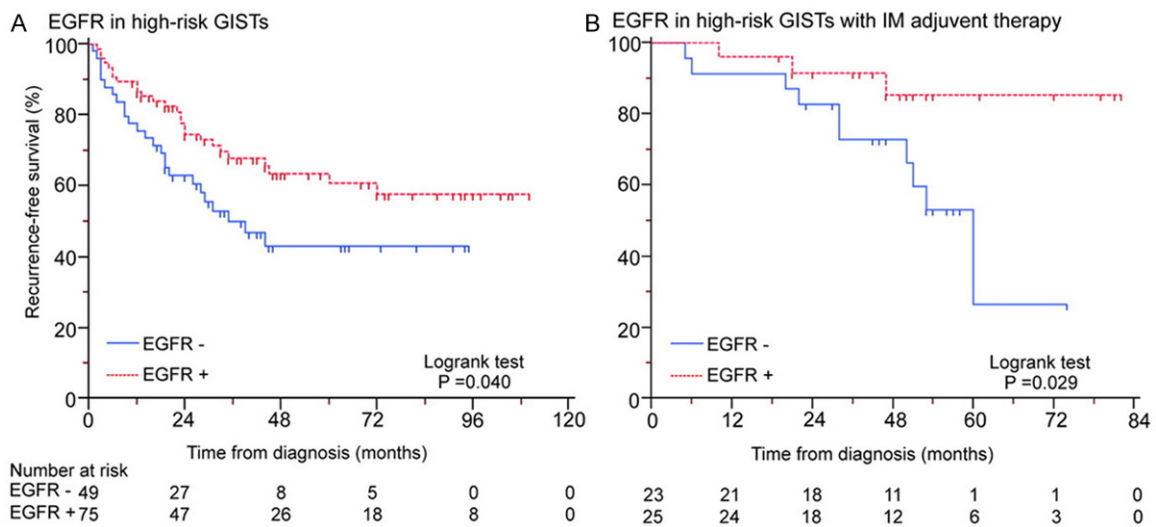 A EGFR in high-risk GISTs
Recurrence-free survival (%)
100
80
60
40
20
0
EGFR -
EGFR +
Logrank test
P =0.040
0 24 48 72 96 120
Time from diagnosis (months)
Number at risk
EGFR - 49 27 8 5 0 0
EGFR + 75 47 26 18 8 0
B EGFR in high-risk GISTs with IM adjuvent therapy
100
80
60
40
20
0
EGFR -
EGFR +
Logrank test
P =0.029
0 12 24 36 48 60 72 84
Time from diagnosis (months)
23 21 18 11 1 1 0
25 24 18 12 6 3 0